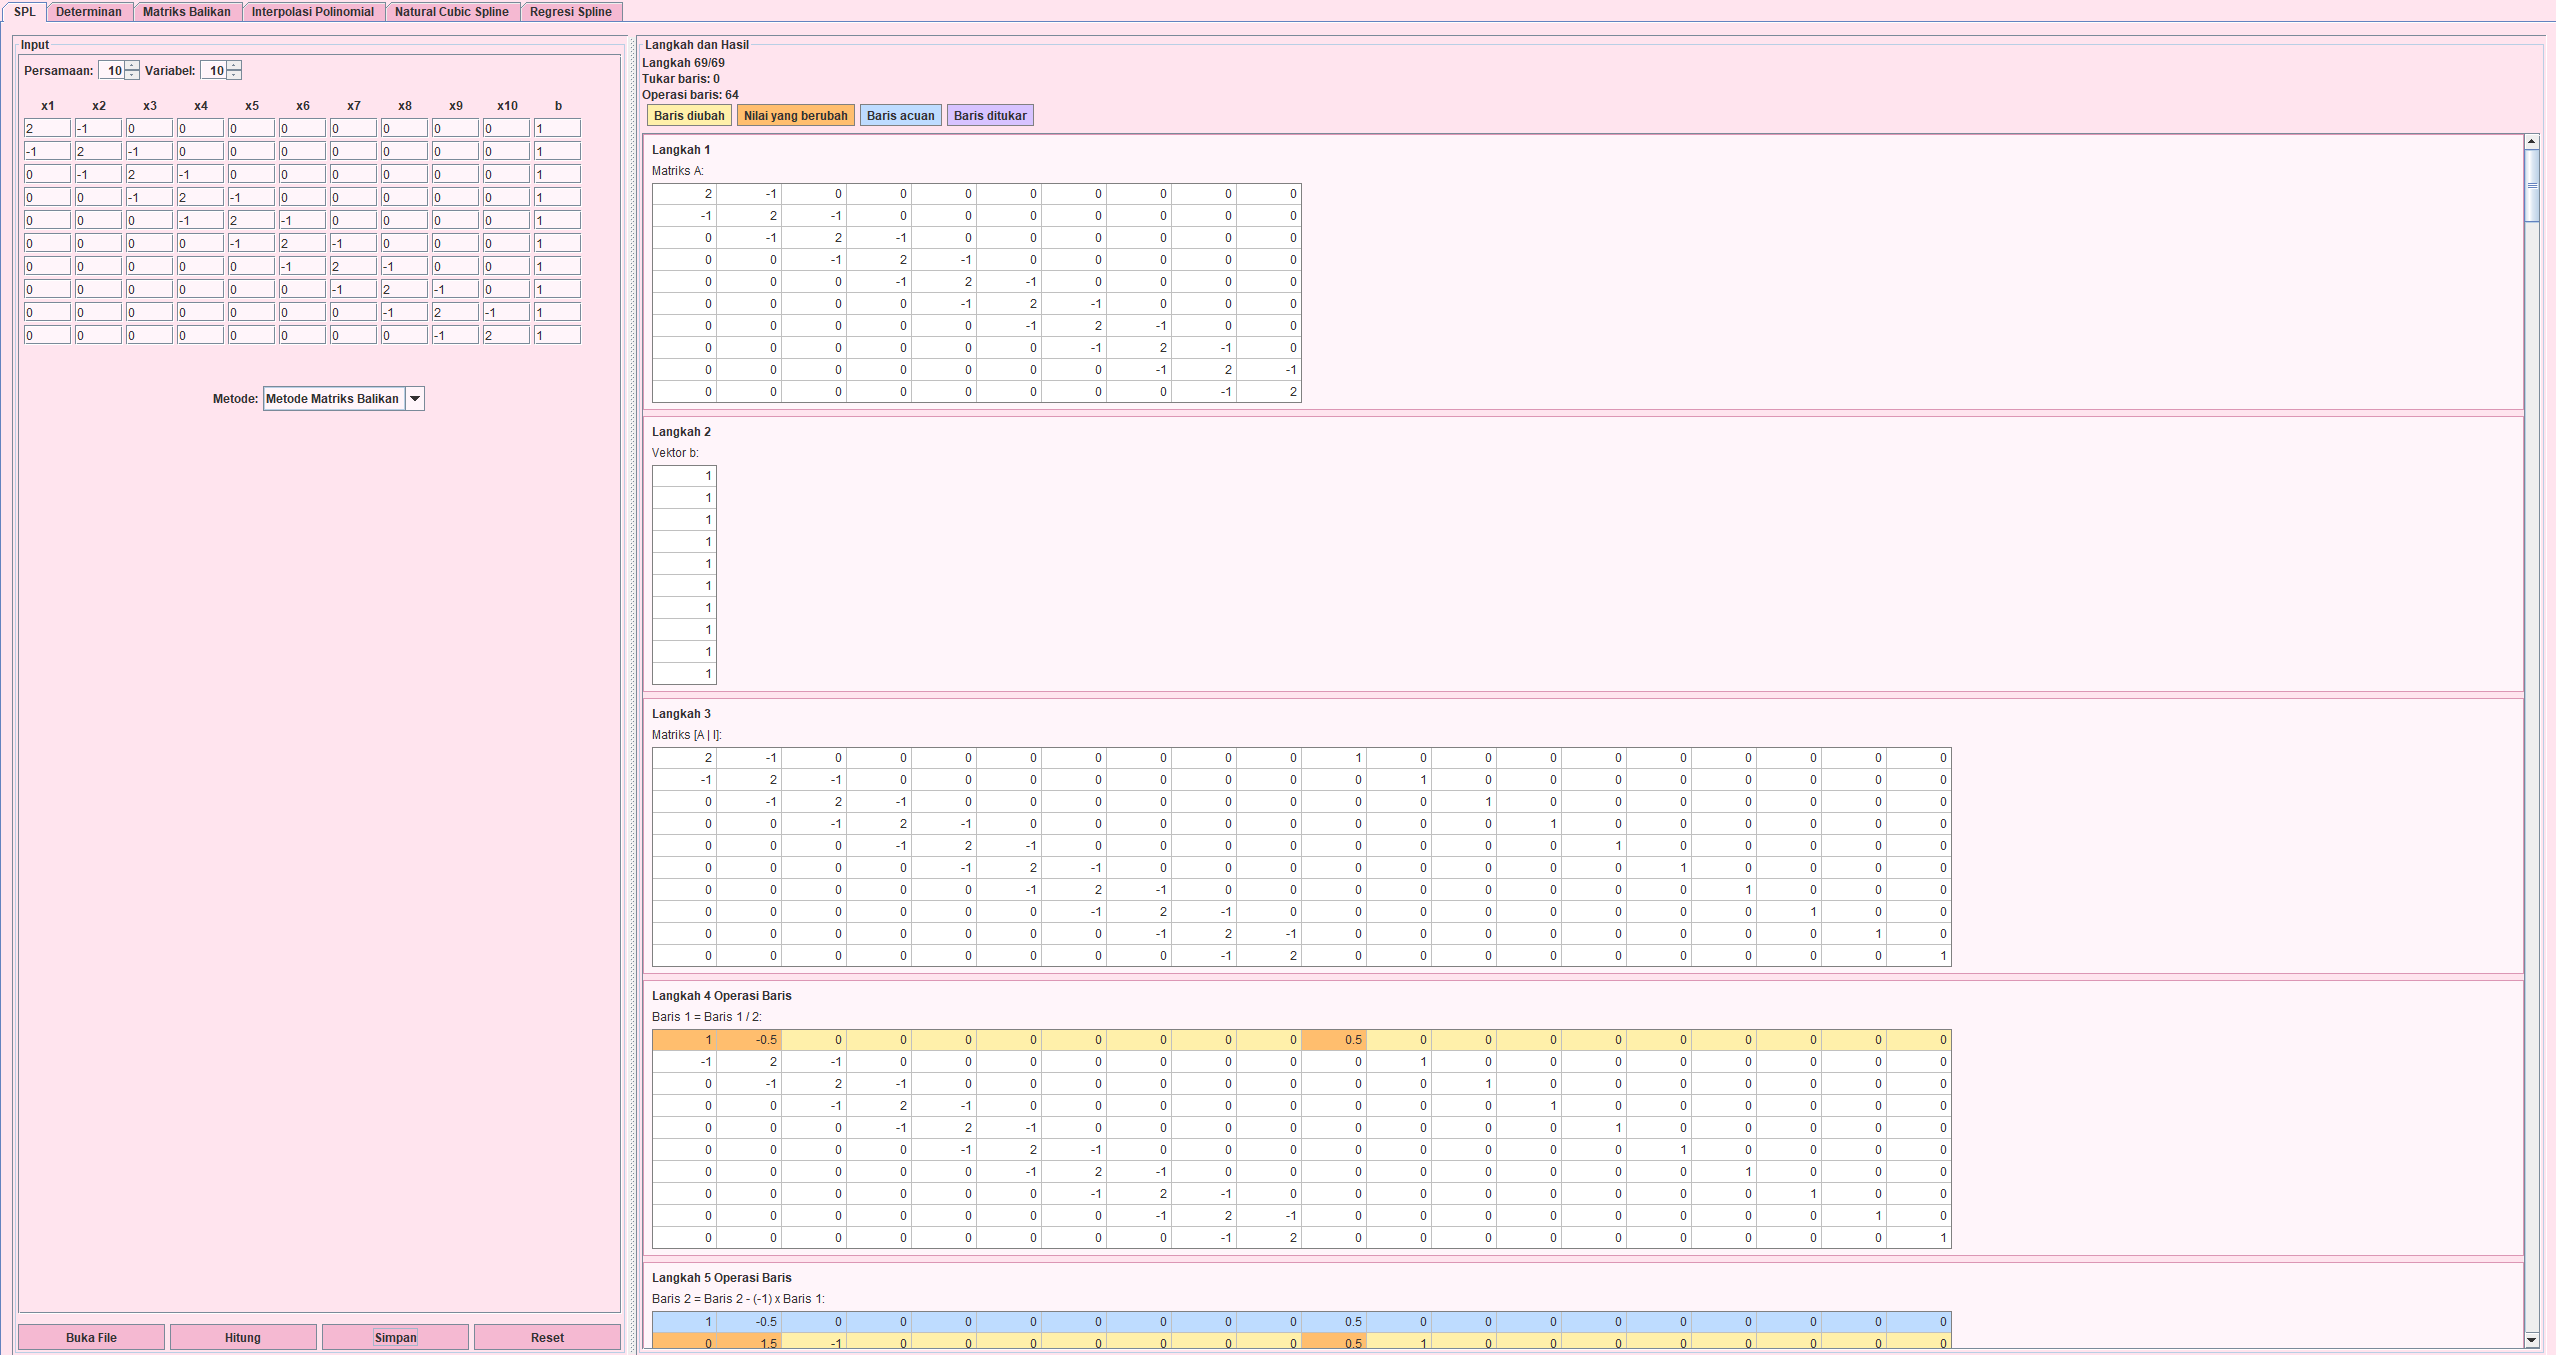 SPL Determinan Matriks Balikan Interpolasi Polinomial Natural Cubic Spline Regresi Spline
Input
Persamaan: 10 Variabel: 10
x1 x2 x3 x4 x5 x6 x7 x8 x9 x10 b
2 -1 0 0 0 0 0 0 0 0 1
-1 2 -1 0 0 0 0 0 0 0 1
0 -1 2 -1 0 0 0 0 0 0 1
0 0 -1 2 -1 0 0 0 0 0 1
0 0 0 -1 2 -1 0 0 0 0 1
0 0 0 0 -1 2 -1 0 0 0 1
0 0 0 0 0 -1 2 -1 0 0 1
0 0 0 0 0 0 -1 2 -1 0 1
0 0 0 0 0 0 0 -1 2 -1 1
0 0 0 0 0 0 0 0 -1 2 1
Metode: Metode Matriks Balikan
Buka File Hitung Simpan Reset
Langkah dan Hasil
Langkah 69/69
Tukar baris: 0
Operasi baris: 64
Baris diubah Nilai yang berubah Baris acuan Baris ditukar
Langkah 1
Matriks A:
2 -1 0 0 0 0 0 0 0 0
-1 2 -1 0 0 0 0 0 0 0
0 -1 2 -1 0 0 0 0 0 0
0 0 -1 2 -1 0 0 0 0 0
0 0 0 -1 2 -1 0 0 0 0
0 0 0 0 -1 2 -1 0 0 0
0 0 0 0 0 -1 2 -1 0 0
0 0 0 0 0 0 -1 2 -1 0
0 0 0 0 0 0 0 -1 2 -1
0 0 0 0 0 0 0 0 -1 2
Langkah 2
Vektor b:
1
1
1
1
1
1
1
1
1
1
Langkah 3
Matriks [A | I]:
2 -1 0 0 0 0 0 0 0 0 1 0 0 0 0 0 0 0 0 0
-1 2 -1 0 0 0 0 0 0 0 0 1 0 0 0 0 0 0 0 0
0 -1 2 -1 0 0 0 0 0 0 0 0 1 0 0 0 0 0 0 0
0 0 -1 2 -1 0 0 0 0 0 0 0 0 1 0 0 0 0 0 0
0 0 0 -1 2 -1 0 0 0 0 0 0 0 0 1 0 0 0 0 0
0 0 0 0 -1 2 -1 0 0 0 0 0 0 0 0 1 0 0 0 0
0 0 0 0 0 -1 2 -1 0 0 0 0 0 0 0 0 1 0 0 0
0 0 0 0 0 0 -1 2 -1 0 0 0 0 0 0 0 0 1 0 0
0 0 0 0 0 0 0 -1 2 -1 0 0 0 0 0 0 0 0 1 0
0 0 0 0 0 0 0 0 -1 2 0 0 0 0 0 0 0 0 0 1
Langkah 4 Operasi Baris
Baris 1 = Baris 1 / 2:
1 -0.5 0 0 0 0 0 0 0 0 0.5 0 0 0 0 0 0 0 0 0
-1 2 -1 0 0 0 0 0 0 0 0 1 0 0 0 0 0 0 0 0
0 -1 2 -1 0 0 0 0 0 0 0 0 1 0 0 0 0 0 0 0
0 0 -1 2 -1 0 0 0 0 0 0 0 0 1 0 0 0 0 0 0
0 0 0 -1 2 -1 0 0 0 0 0 0 0 0 1 0 0 0 0 0
0 0 0 0 -1 2 -1 0 0 0 0 0 0 0 0 1 0 0 0 0
0 0 0 0 0 -1 2 -1 0 0 0 0 0 0 0 0 1 0 0 0
0 0 0 0 0 0 -1 2 -1 0 0 0 0 0 0 0 0 1 0 0
0 0 0 0 0 0 0 -1 2 -1 0 0 0 0 0 0 0 0 1 0
0 0 0 0 0 0 0 0 -1 2 0 0 0 0 0 0 0 0 0 1
Langkah 5 Operasi Baris
Baris 2 = Baris 2 - (-1) x Baris 1:
1 -0.5 0 0 0 0 0 0 0 0 0.5 0 0 0 0 0 0 0 0 0
0 1.5 -1 0 0 0 0 0 0 0 0.5 1 0 0 0 0 0 0 0 0